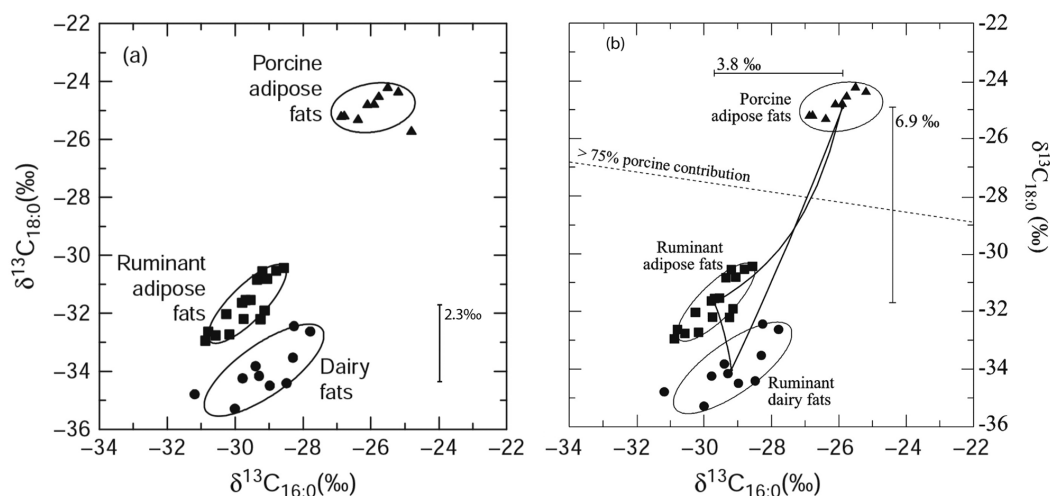 (a)
−22
−24
−26
−28
−30
−32
−34
−36
−34 −32 −30 −28 −26 −24 −22
δ¹³C₁₈:₀(‰)
δ¹³C₁₆:₀(‰)
Porcine
adipose
fats
Ruminant
adipose
fats
Dairy
fats
2.3‰
(b)
3.8 ‰
Porcine
adipose fats
6.9 ‰
> 75% porcine contribution
Ruminant
adipose fats
Ruminant
dairy fats
-22
-24
-26
-28
-30
-32
-34
-36
−34 −32 −30 −28 −26 −24 −22
δ¹³C₁₈:₀ (‰)
δ¹³C₁₆:₀(‰)